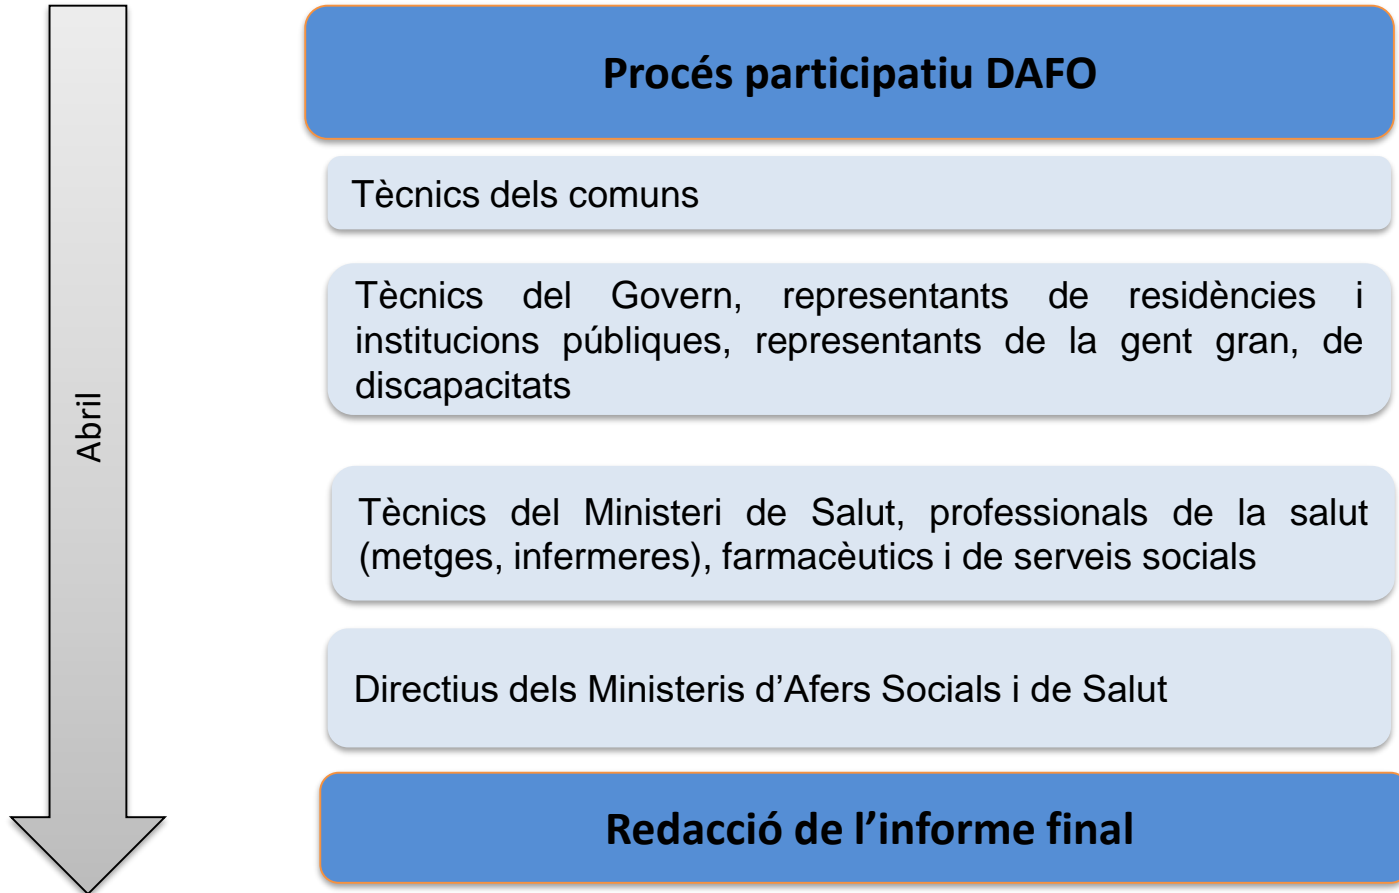 Procés participatiu DAFO
Tècnics dels comuns
Tècnics del Govern, representants de residències i
institucions públiques, representants de la gent gran, de
discapacitats
Abril
Tècnics del Ministeri de Salut, professionals de la salut
(metges, infermeres), farmacèutics i de serveis socials
Directius dels Ministeris d’Afers Socials i de Salut
Redacció de l’informe final